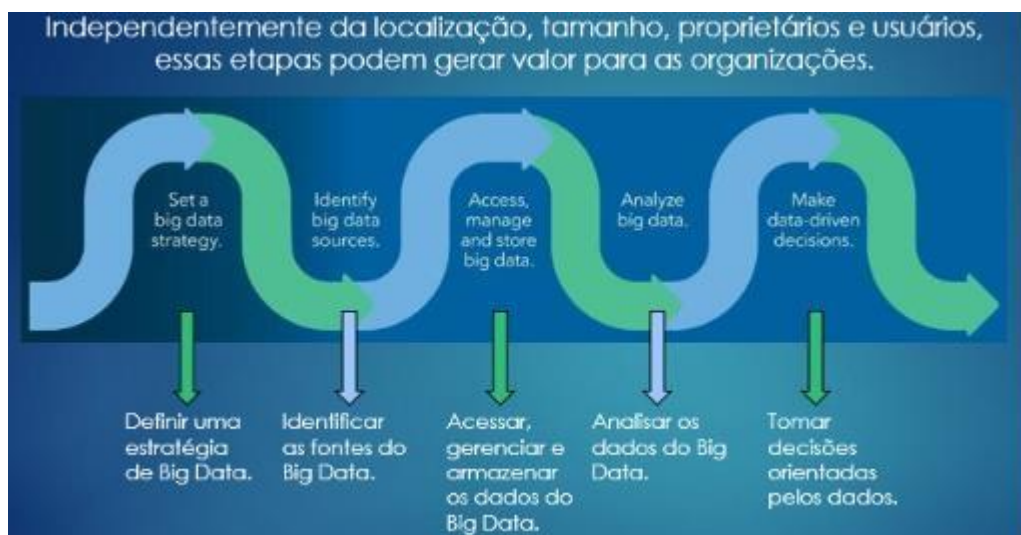 Independentemente da localização, tamanho, proprietários e usuários,
essas etapas podem gerar valor para as organizações.
Set a
big data
strategy.
Identify
big data
sources.
Access,
manage
and store
big data.
Analyze
big data.
Make
data-driven
decisions.
Definir uma
estratégia
de Big Data.
Identificar
as fontes do
Big Data.
Acessar,
gerenciar e
armazenar
os dados do
Big Data.
Analisar os
dados do Big
Data.
Tomar
decisões
orientadas
pelos dados.